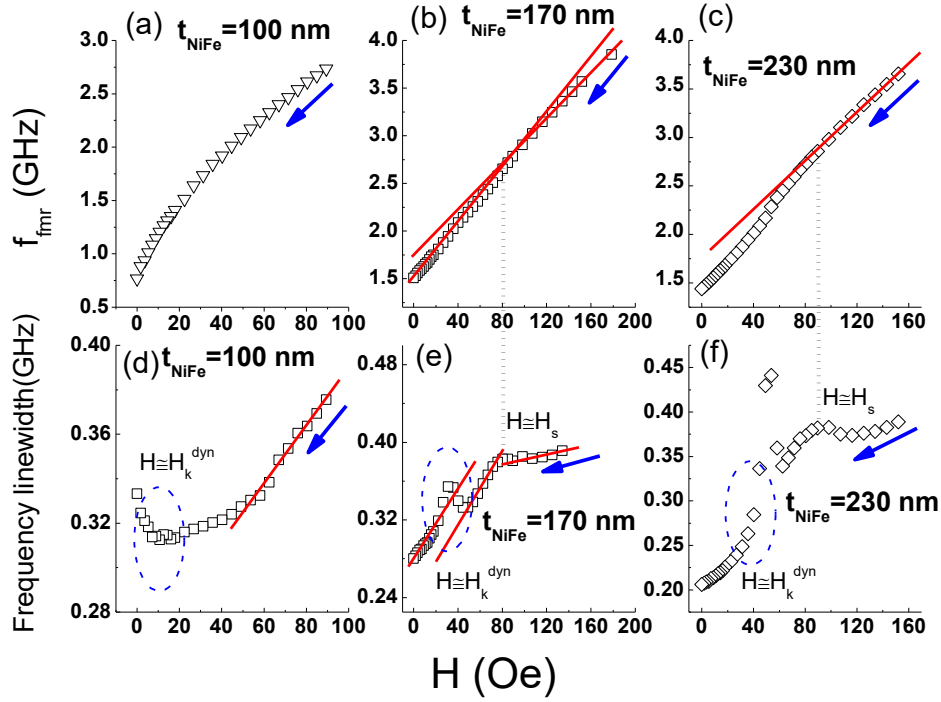 (a)
t_NiFe=100 nm
(b)
t_NiFe=170 nm
(c)
t_NiFe=230 nm
f_fmr (GHz)
3.0
2.5
2.0
1.5
1.0
0.5
0 20 40 60 80 100
4.0
3.5
3.0
2.5
2.0
1.5
0 40 80 120 160 200
4.0
3.5
3.0
2.5
2.0
1.5
0 40 80 120 160
(d)
t_NiFe=100 nm
(e)
(f)
Frequency linewidth(GHz)
0.40
0.36
0.32
0.28
H≅H_k^dyn
0 20 40 60 80 100
0.48
0.40
0.32
0.24
H≅H_s
t_NiFe=170 nm
H≅H_k^dyn
0 40 80 120 160 200
0.45
0.40
0.35
0.30
0.25
0.20
H≅H_s
t_NiFe=230 nm
H≅H_k^dyn
0 40 80 120 160
H (Oe)